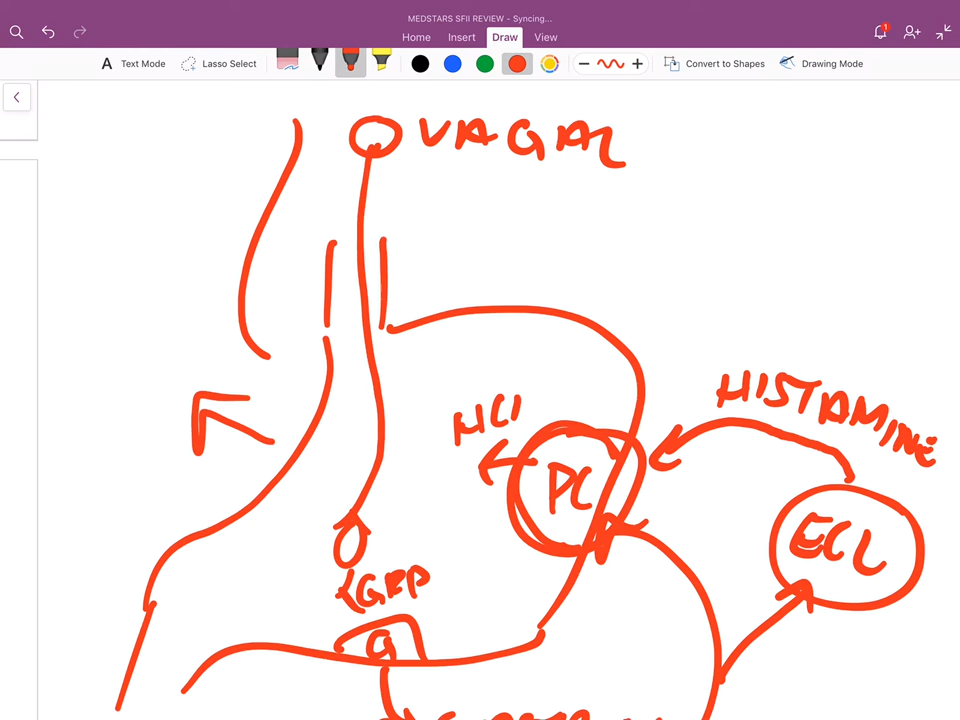 MEDSTARS SFII REVIEW - Syncing...
Home Insert Draw View
1
A Text Mode Lasso Select Convert to Shapes Drawing Mode
VAGAL
HISTAMINE
HCl
PC
ECL
GRP
G